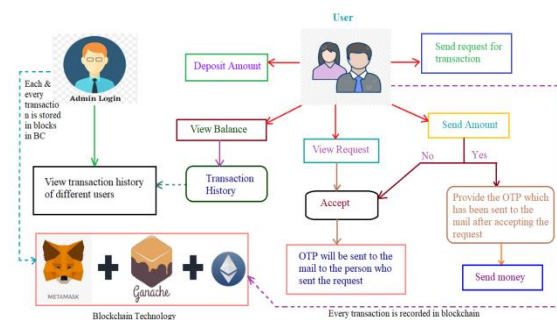 User
Send request for
transaction
Deposit Amount
Each &
every
transactio
n is stored
in blocks
in BC
Admin Login
View Balance
Send Amount
View Request
No
Yes
View transaction history
of different users
Transaction
History
Accept
Provide the OTP which
has been sent to the
mail after accepting the
request
OTP will be sent to the
mail to the person who
sent the request
Send money
METAMASK
Ganache
Blockchain Technology
Every transaction is recorded in blockchain